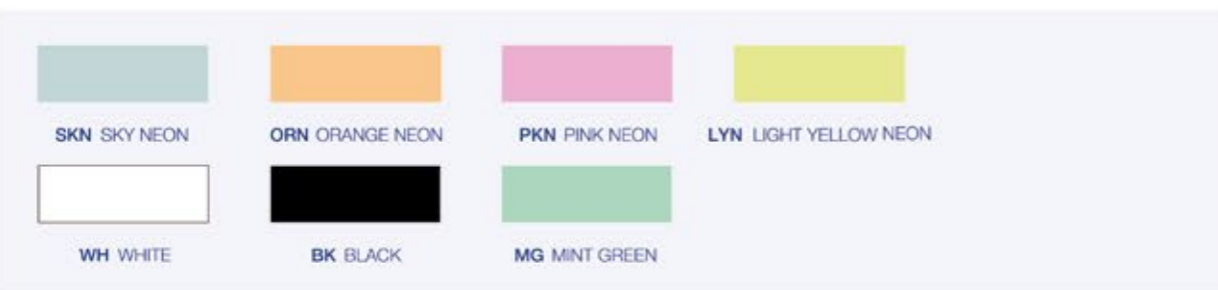 SKN SKY NEON
ORN ORANGE NEON
PKN PINK NEON
LYN LIGHT YELLOW NEON
WH WHITE
BK BLACK
MG MINT GREEN